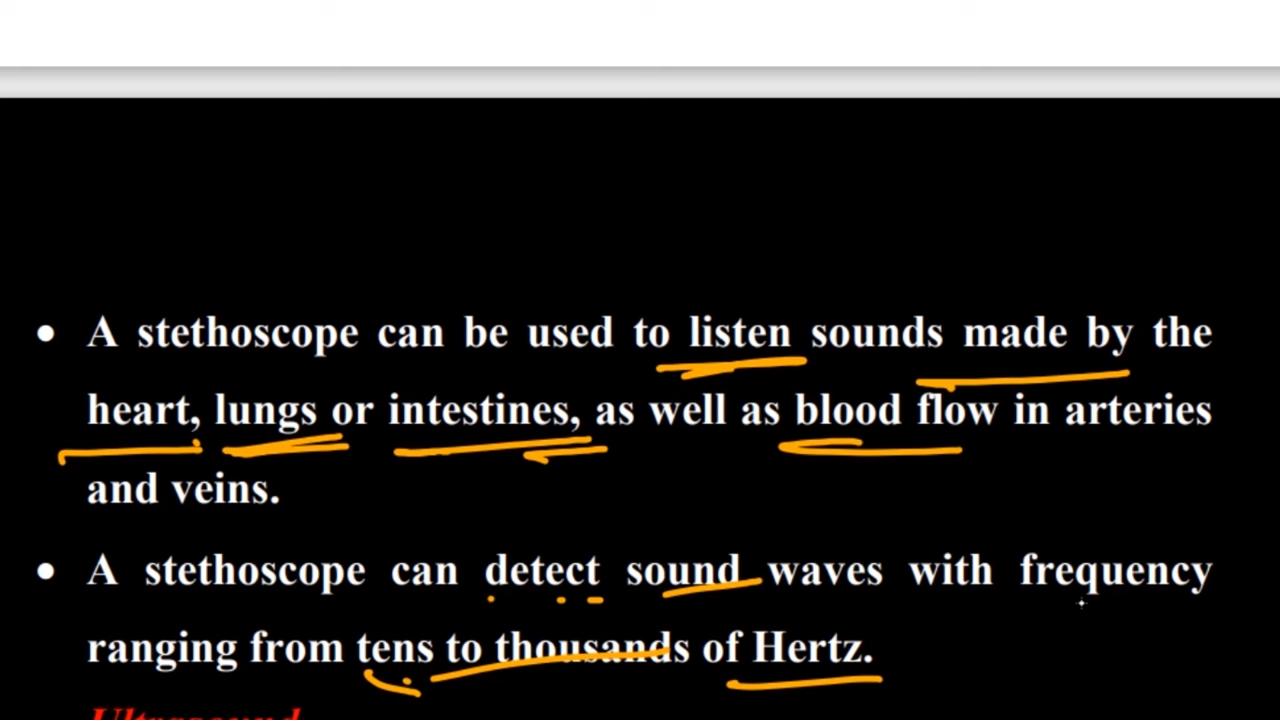 • A stethoscope can be used to listen sounds made by the
heart, lungs or intestines, as well as blood flow in arteries
and veins.
• A stethoscope can detect sound waves with frequency
ranging from tens to thousands of Hertz.
Ultrasound